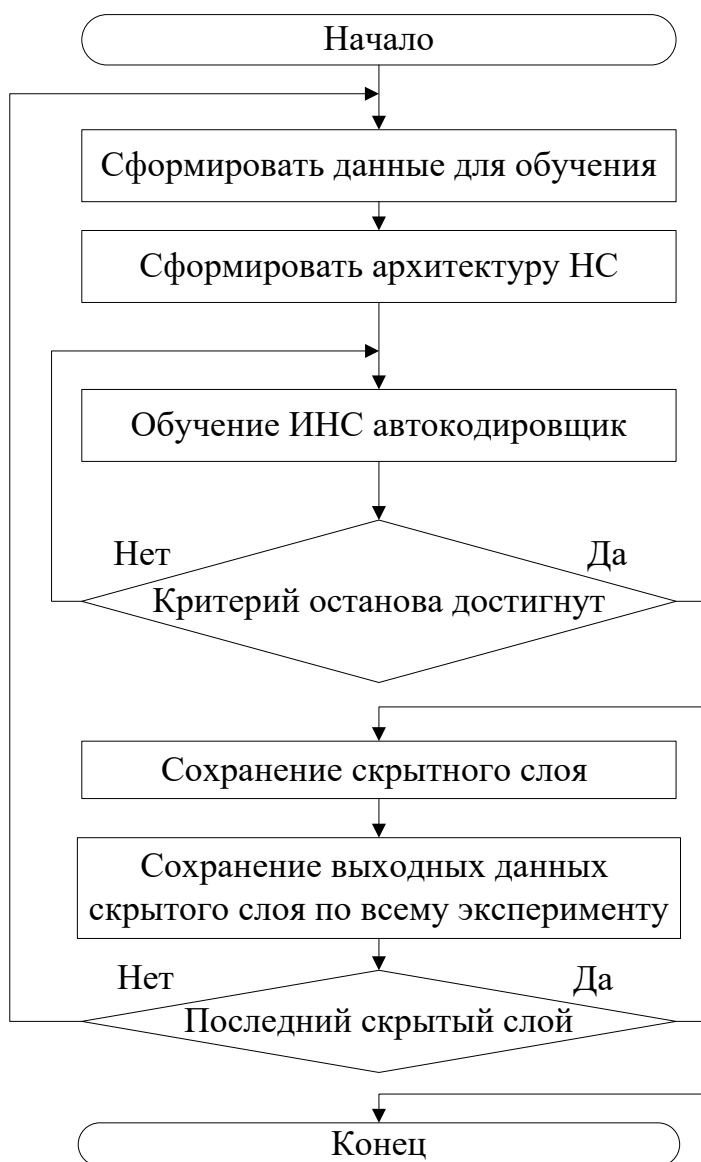 Начало
Сформировать данные для обучения
Сформировать архитектуру НС
Обучение ИНС автокодировщик
Нет
Да
Критерий останова достигнут
Сохранение скрытного слоя
Сохранение выходных данных
скрытого слоя по всему эксперименту
Нет
Да
Последний скрытый слой
Конец